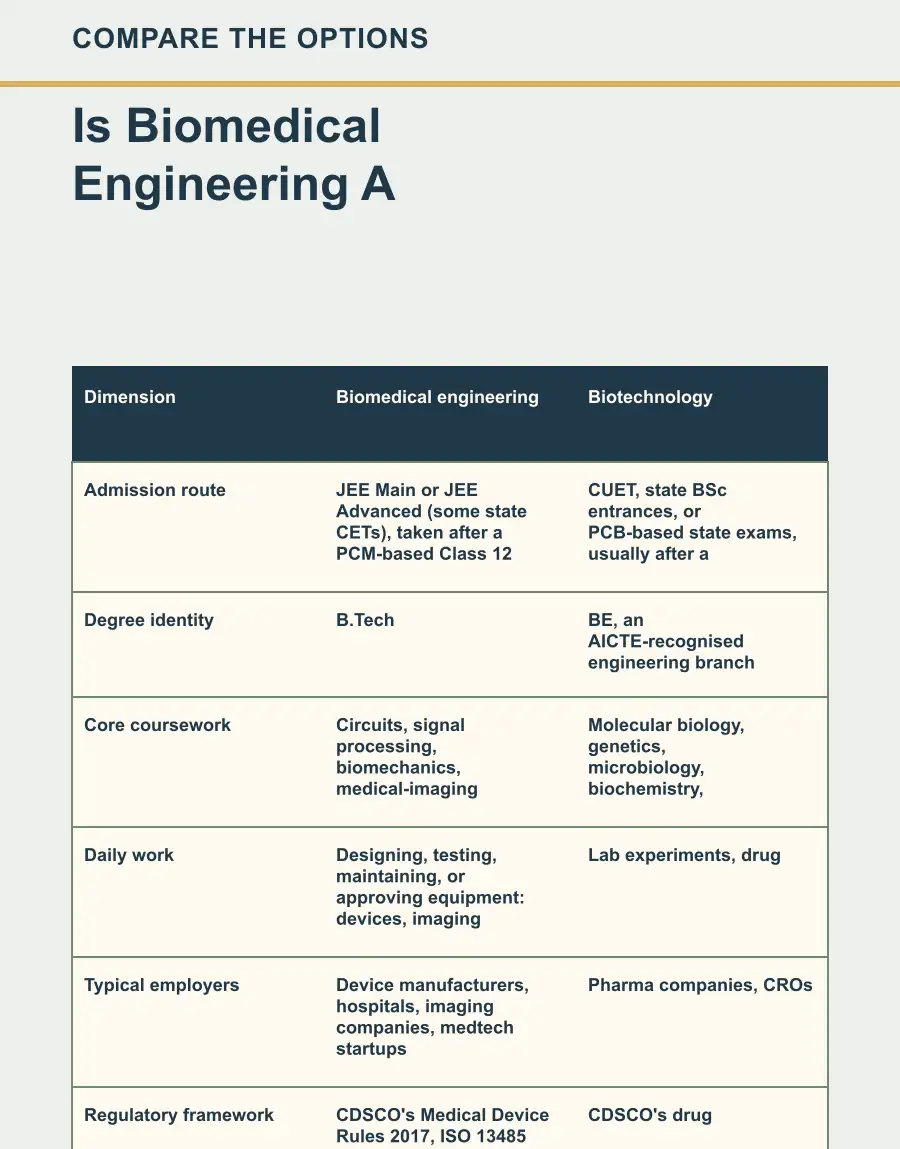 COMPARE THE OPTIONS
Is Biomedical
Engineering A
Dimension
Biomedical engineering
Biotechnology
Admission route
JEE Main or JEE
Advanced (some state
CETs), taken after a
PCM-based Class 12
CUET, state BSc
entrances, or
PCB-based state exams,
usually after a
Degree identity
B.Tech
BE, an
AICTE-recognised
engineering branch
Core coursework
Circuits, signal
processing,
biomechanics,
medical-imaging
Molecular biology,
genetics,
microbiology,
biochemistry,
Daily work
Designing, testing,
maintaining, or
approving equipment:
devices, imaging
Lab experiments, drug
Typical employers
Device manufacturers,
hospitals, imaging
companies, medtech
startups
Pharma companies, CROs
Regulatory framework
CDSCO's Medical Device
Rules 2017, ISO 13485
CDSCO's drug